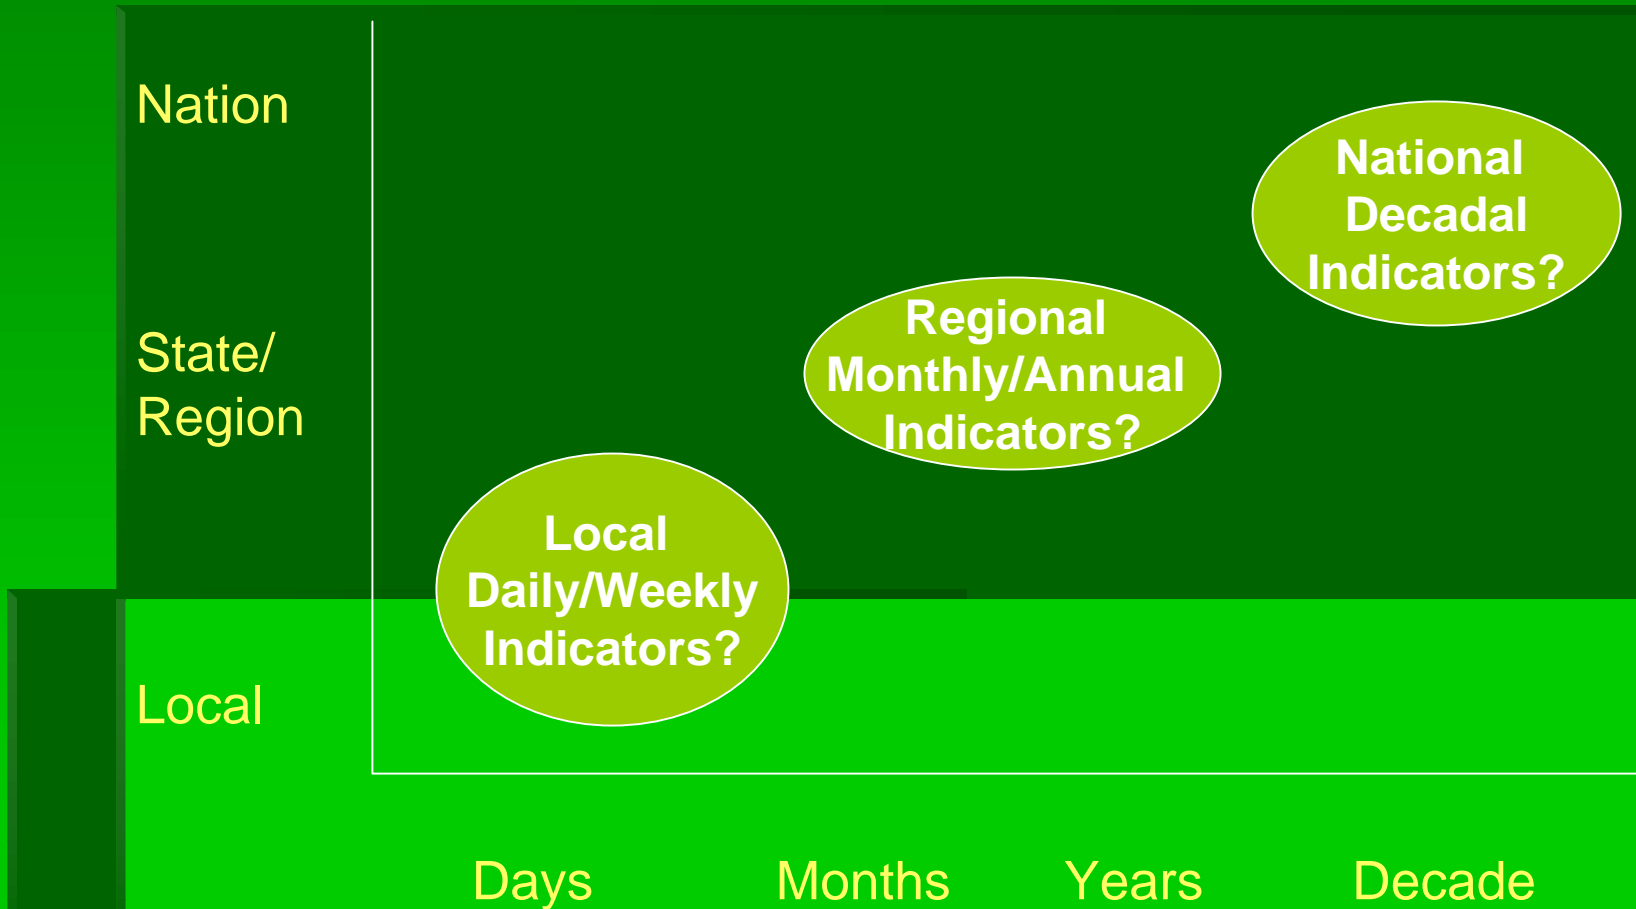 Nation
National
Decadal
Indicators?
Regional
Monthly/Annual
Indicators?
State/
Region
Local
Daily/Weekly
Indicators?
Local
Days Months Years Decade